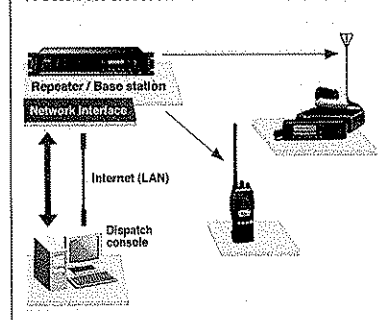 Repeater / Base station
Network Interface
Internet (LAN)
Dispatch
console